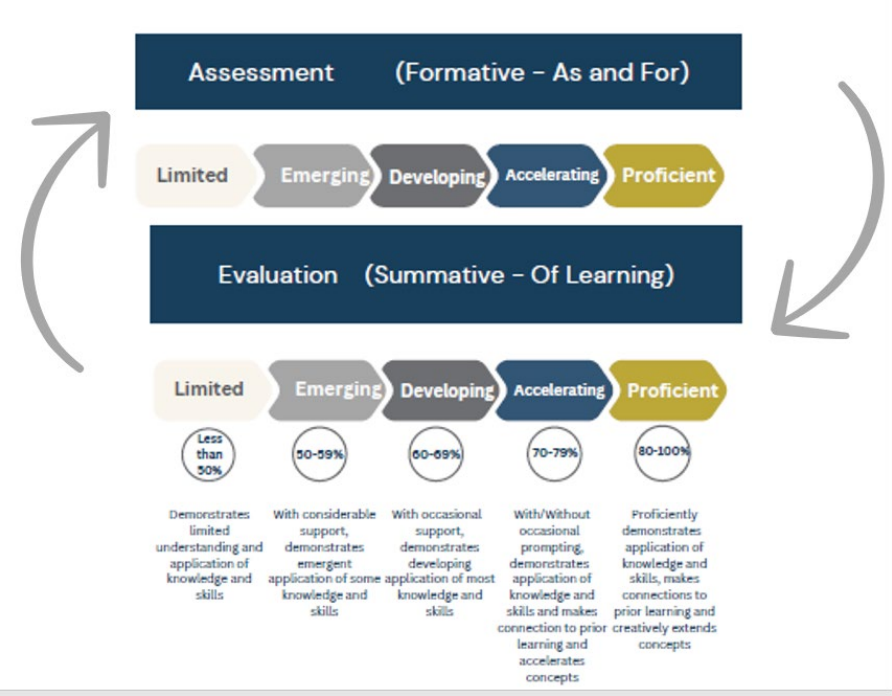 Assessment (Formative – As and For)
Limited
Emerging
Developing
Accelerating
Proficient
Evaluation (Summative – Of Learning)
Limited
Emerging
Developing
Accelerating
Proficient
Less
than
50%
50-59%
60-69%
70-79%
80-100%
Demonstrates
limited
understanding and
application of
knowledge and
skills
With considerable
support,
demonstrates
emergent
application of some
knowledge and
skills
With occasional
support,
demonstrates
developing
application of most
knowledge and
skills
With/Without
occasional
prompting,
demonstrates
application of
knowledge and
skills and makes
connection to prior
learning and
accelerates
concepts
Proficiently
demonstrates
application of
knowledge and
skills, makes
connections to
prior learning and
creatively extends
concepts